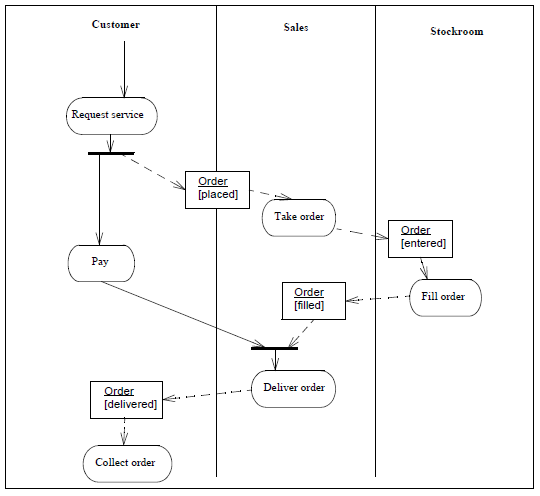 Customer
Sales
Stockroom
Request service
Order
[placed]
Take order
Order
[entered]
Pay
Order
[filled]
Fill order
Deliver order
Order
[delivered]
Collect order